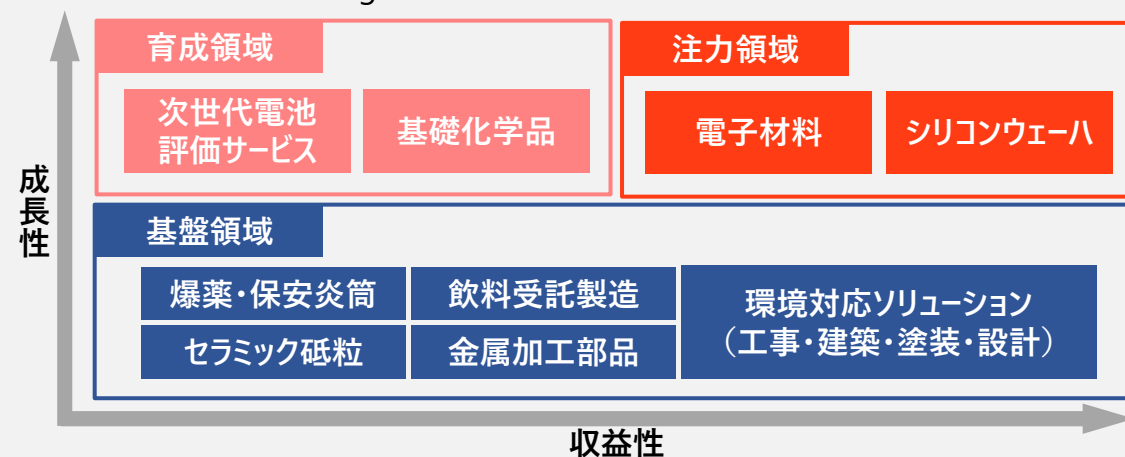 育成領域
注力領域
次世代電池
評価サービス
基礎化学品
電子材料
シリコンウェーハ
成長性
基盤領域
爆薬・保安炎筒
飲料受託製造
環境対応ソリューション
(工事・建築・塗装・設計)
セラミック砥粒
金属加工部品
収益性